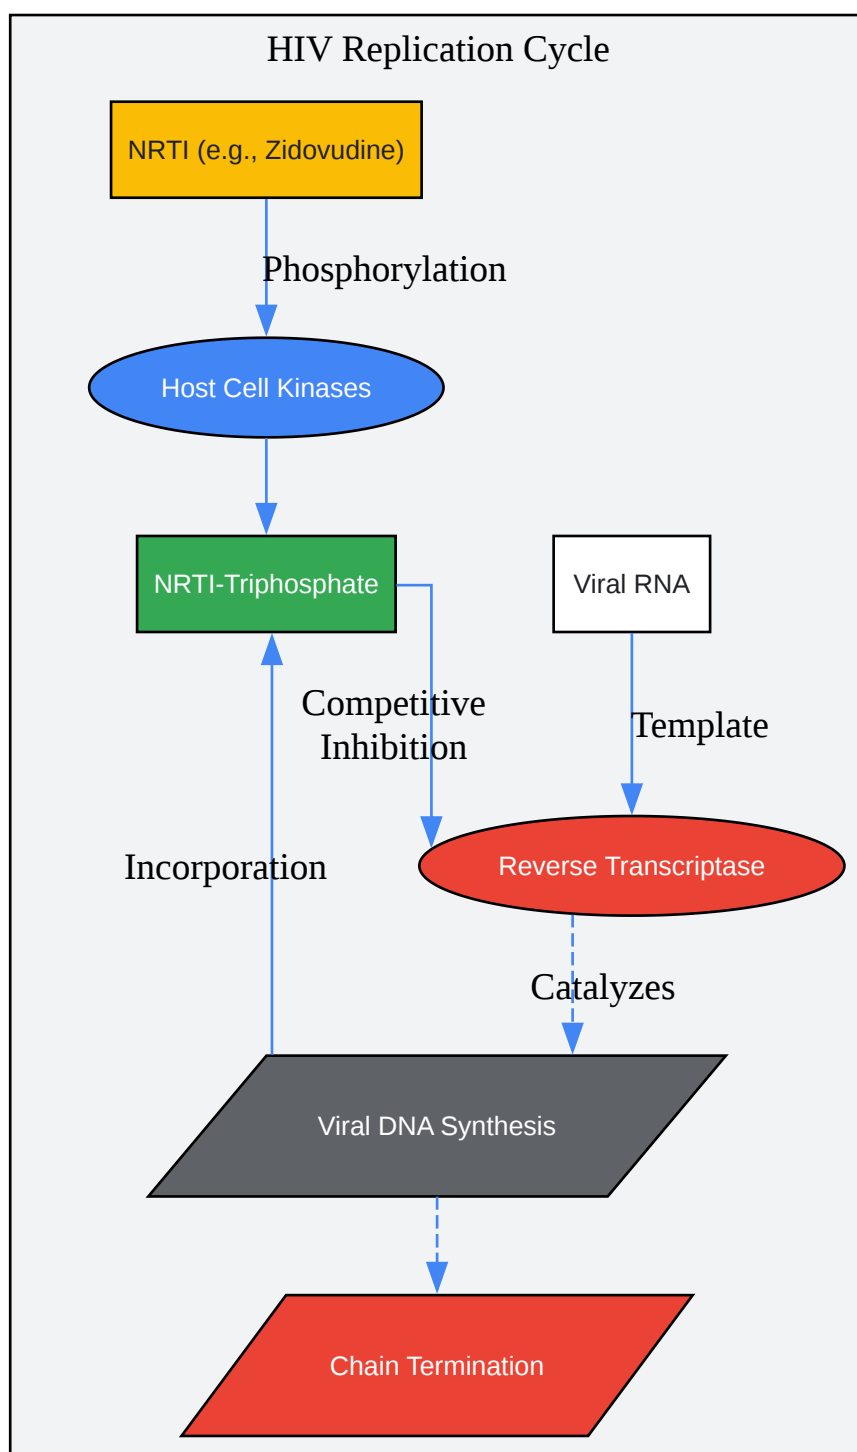 HIV Replication Cycle
NRTI (e.g., Zidovudine)
Phosphorylation
Host Cell Kinases
NRTI-Triphosphate
Viral RNA
Competitive
Inhibition
Template
Incorporation
Reverse Transcriptase
Catalyzes
Viral DNA Synthesis
Chain Termination